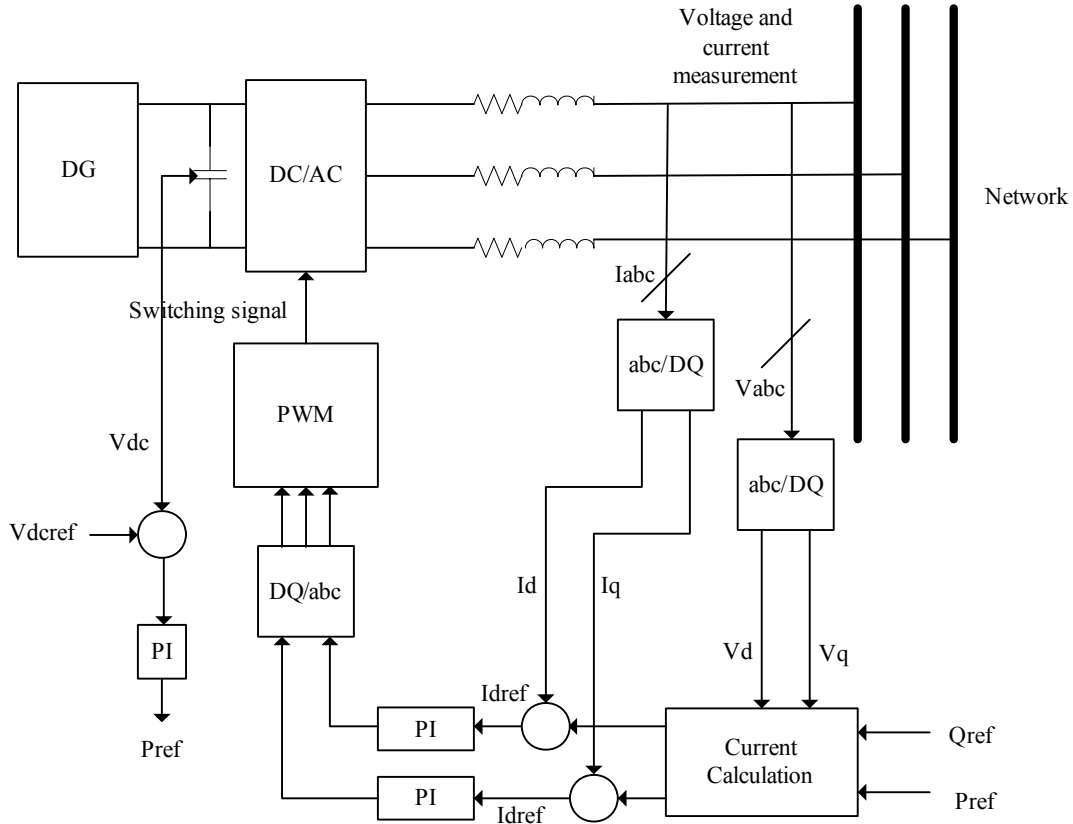 Voltage and
current
measurement
DG
DC/AC
Network
Iabc
Switching signal
abc/DQ
Vabc
PWM
Vdc
abc/DQ
Vdcref
DQ/abc
Id
Iq
PI
Vd
Vq
Idref
PI
Pref
Current
Calculation
Qref
PI
Idref
Pref